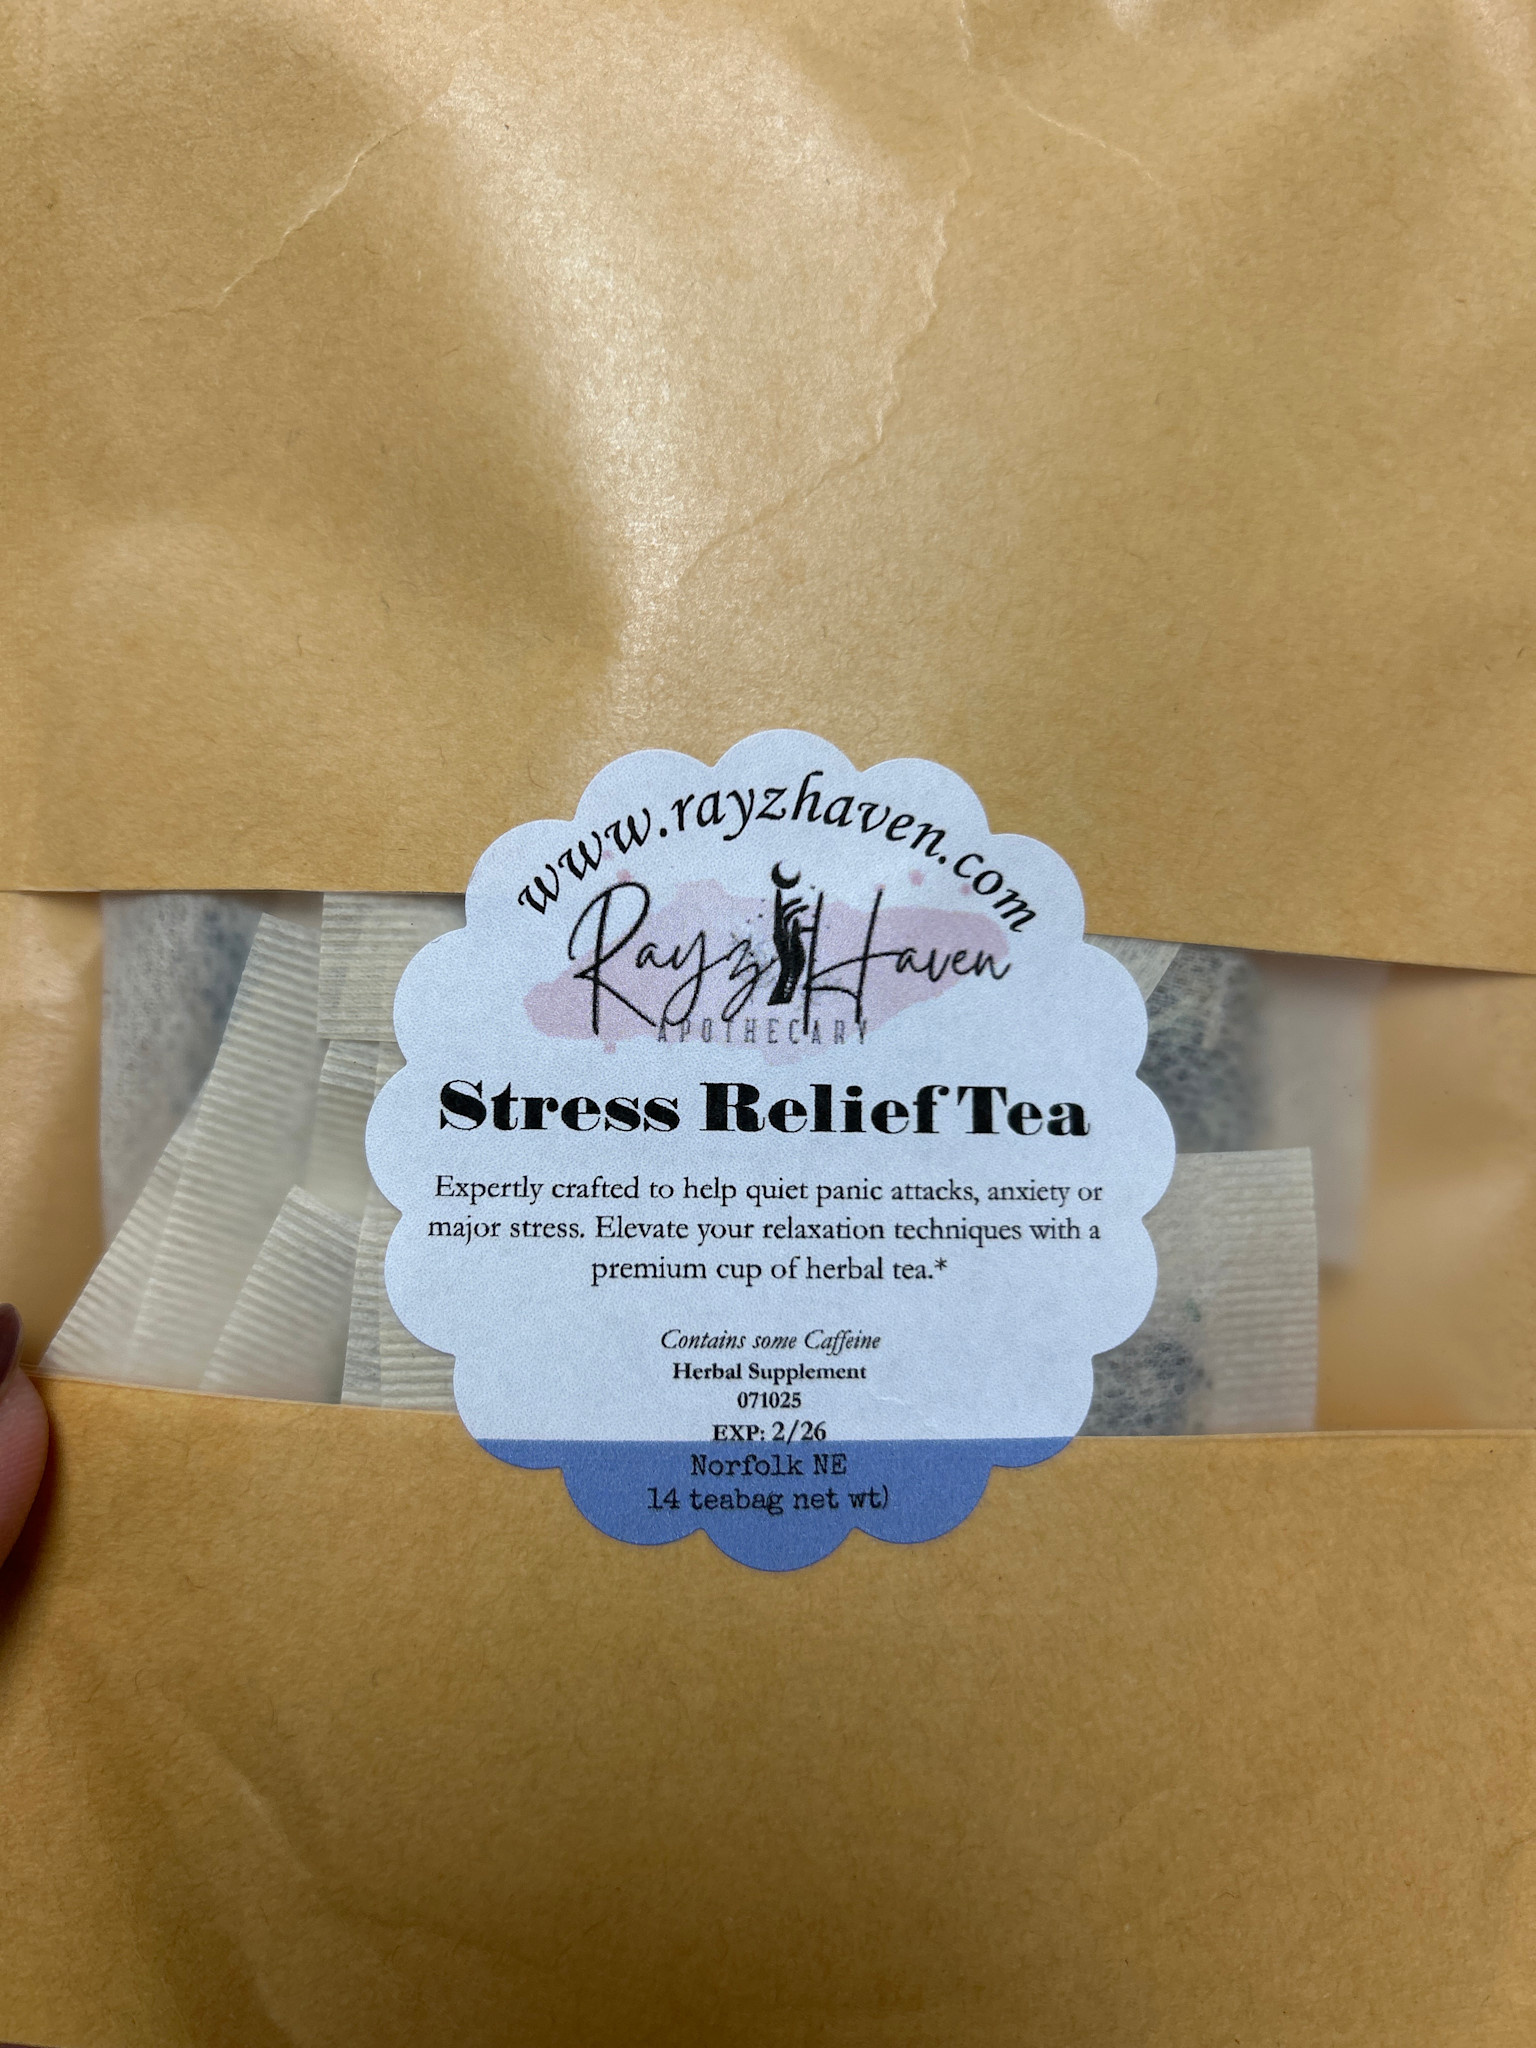 www.rayzhaven.com
Rayz Haven
APOTHECARY
Stress Relief Tea
Expertly crafted to help quiet panic attacks, anxiety or
major stress. Elevate your relaxation techniques with a
premium cup of herbal tea.*
Contains some Caffeine
Herbal Supplement
071025
EXP: 2/26
Norfolk NE
14 teabag net wt)